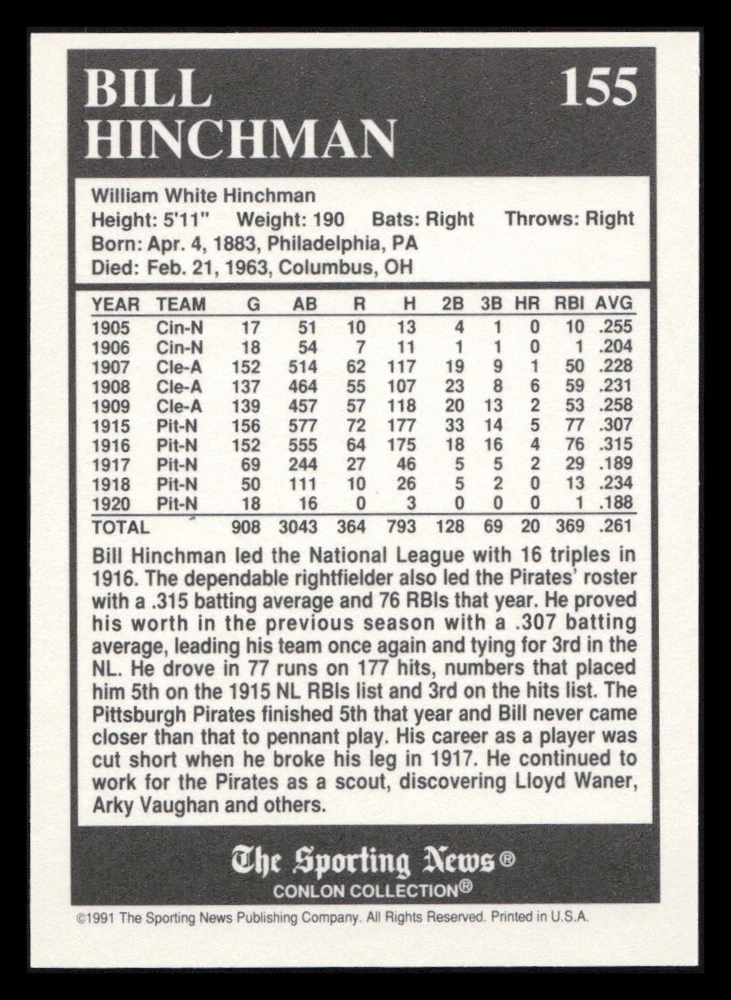 BILL 155
HINCHMAN
William White Hinchman
Height: 5'11" Weight: 190 Bats: Right Throws: Right
Born: Apr. 4, 1883, Philadelphia, PA
Died: Feb. 21, 1963, Columbus, OH
YEAR TEAM G AB R H 2B 3B HR RBI AVG
1905 Cin-N 17 51 10 13 4 1 0 10 .255
1906 Cin-N 18 54 7 11 1 1 0 1 .204
1907 Cle-A 152 514 62 117 19 9 1 50 .228
1908 Cle-A 137 464 55 107 23 8 6 59 .231
1909 Cle-A 139 457 57 118 20 13 2 53 .258
1915 Pit-N 156 577 72 177 33 14 5 77 .307
1916 Pit-N 152 555 64 175 18 16 4 76 .315
1917 Pit-N 69 244 27 46 5 5 2 29 .189
1918 Pit-N 50 111 10 26 5 2 0 13 .234
1920 Pit-N 18 16 0 3 0 0 0 1 .188
TOTAL 908 3043 364 793 128 69 20 369 .261
Bill Hinchman led the National League with 16 triples in
1916. The dependable rightfielder also led the Pirates' roster
with a .315 batting average and 76 RBIs that year. He proved
his worth in the previous season with a .307 batting
average, leading his team once again and tying for 3rd in the
NL. He drove in 77 runs on 177 hits, numbers that placed
him 5th on the 1915 NL RBIs list and 3rd on the hits list. The
Pittsburgh Pirates finished 5th that year and Bill never came
closer than that to pennant play. His career as a player was
cut short when he broke his leg in 1917. He continued to
work for the Pirates as a scout, discovering Lloyd Waner,
Arky Vaughan and others.
The Sporting News®
CONLON COLLECTION®
©1991 The Sporting News Publishing Company. All Rights Reserved. Printed in U.S.A.